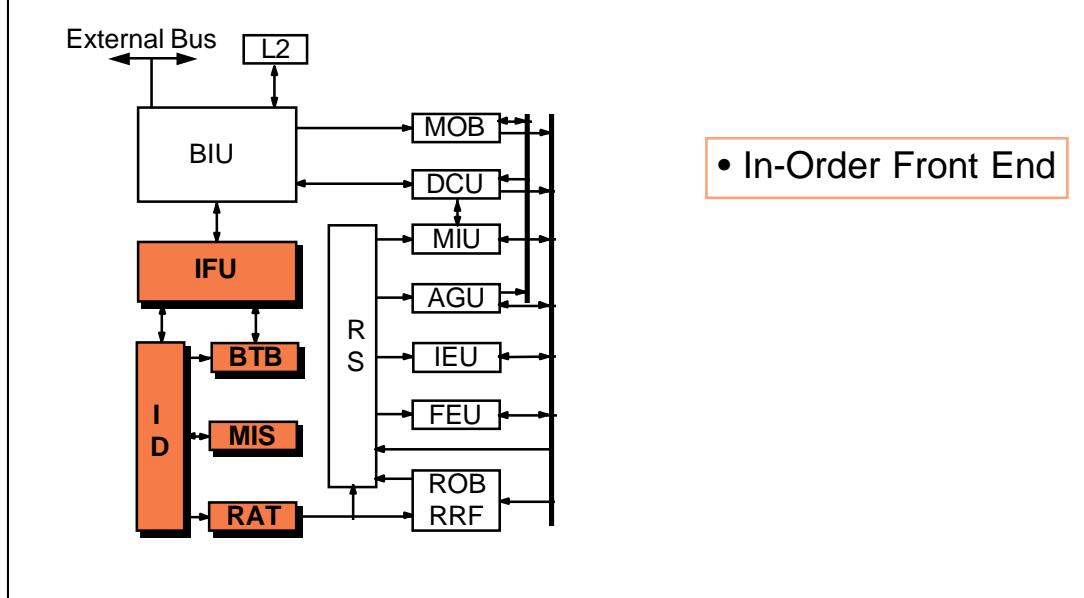 External Bus
L2
BIU
MOB
DCU
MIU
AGU
IEU
FEU
ROB
RRF
R
S
IFU
BTB
I
D
MIS
RAT
• In-Order Front End